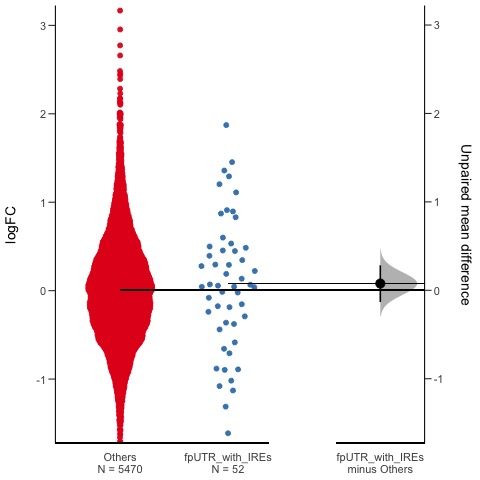 3
2
1
0
-1
logFC
3
2
1
0
-1
Unpaired mean difference
Others
N = 5470
fpUTR_with_IREs
N = 52
fpUTR_with_IREs
minus Others